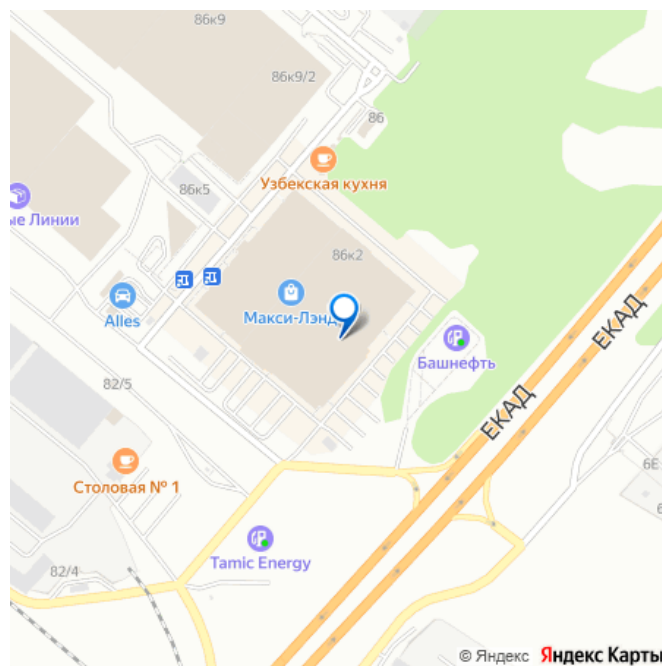 86к9
86к9/2
86
Узбекская кухня
86к5
ые Линии
86к2
Макси-Лэнд
Alles
Башнефть
ЕКАД
ЕКАД
82/5
Столовая № 1
6Е
6
Tamic Energy
82/4
© Яндекс Яндекс Карты